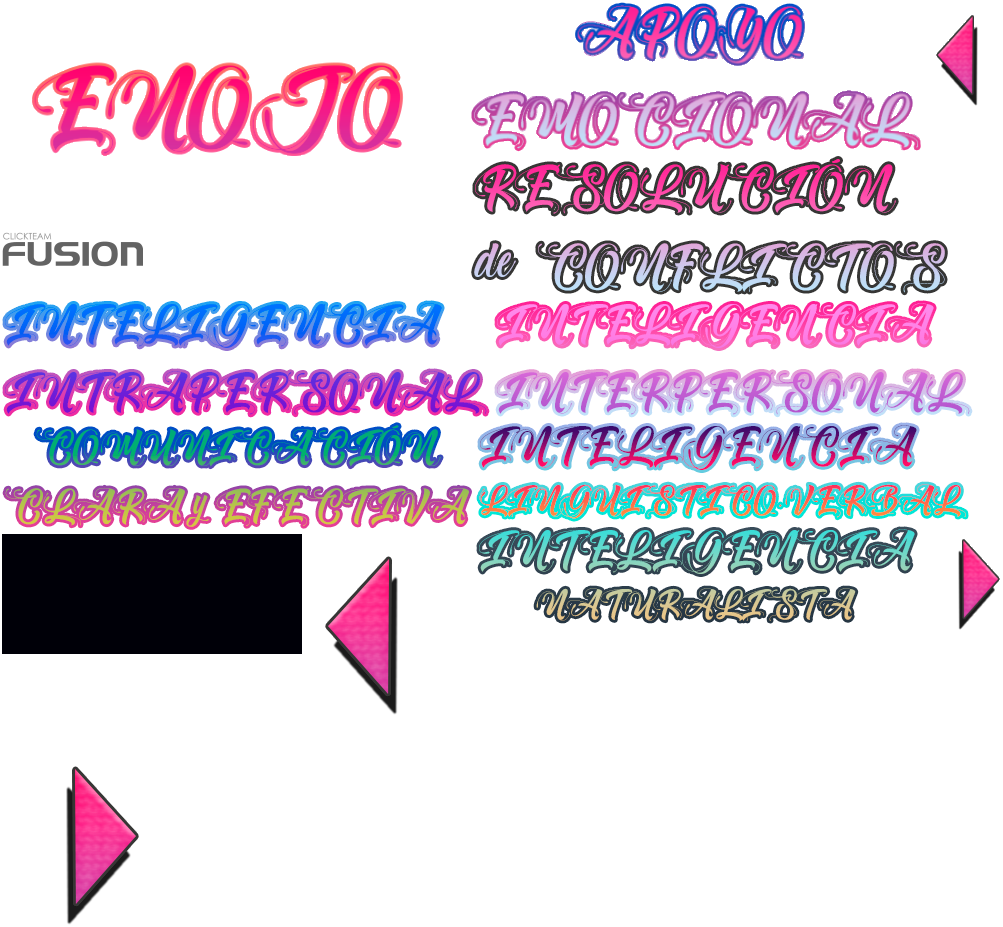 ENOJO
APOYO
EMOCIONAL
RESOLUCIÓN
de CONFLICTOS
CLICKTEAM
FUSION
INTELIGENCIA
INTRAPERSONAL
COMUNICACIÓN
CLARA y EFECTIVA
INTELIGENCIA
INTERPERSONAL
INTELIGENCIA
LINGUISTICO-VERBAL
INTELIGENCIA
NATURALISTA